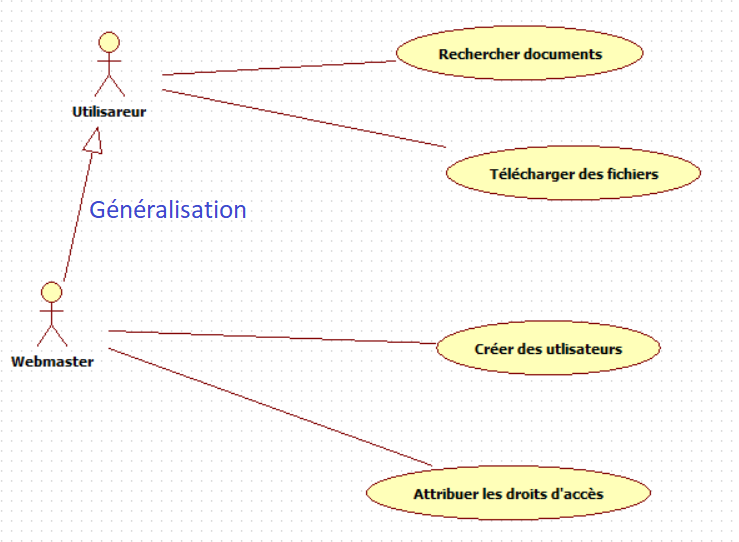 Rechercher documents
Utilisareur
Télécharger des fichiers
Généralisation
Créer des utlisateurs
Webmaster
Attribuer les droits d'accès